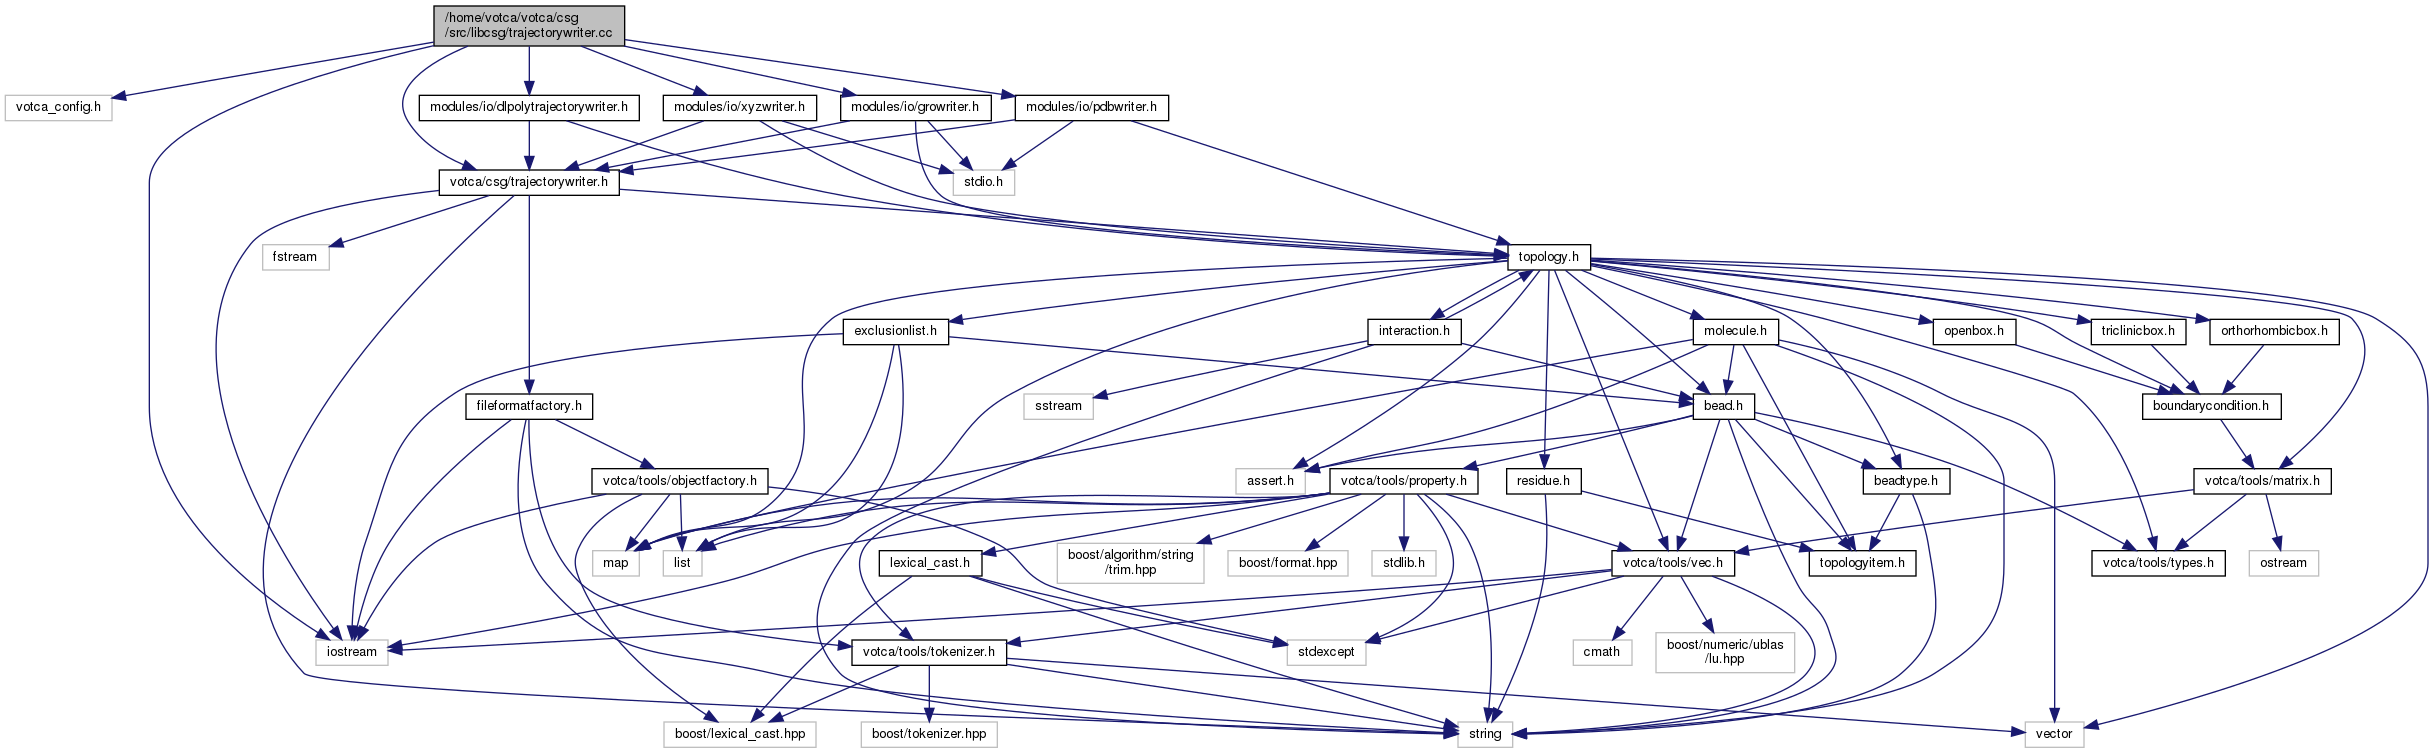 /home/votca/votca/csg
/src/libcsg/trajectorywriter.cc
votca_config.h
modules/io/dlpolytrajectorywriter.h
modules/io/xyzwriter.h
modules/io/growriter.h
modules/io/pdbwriter.h
votca/csg/trajectorywriter.h
stdio.h
fstream
topology.h
exclusionlist.h
interaction.h
molecule.h
openbox.h
triclinicbox.h
orthorhombicbox.h
fileformatfactory.h
sstream
bead.h
boundarycondition.h
votca/tools/objectfactory.h
assert.h
votca/tools/property.h
residue.h
beadtype.h
votca/tools/matrix.h
map
list
lexical_cast.h
boost/algorithm/string
/trim.hpp
boost/format.hpp
stdlib.h
votca/tools/vec.h
topologyitem.h
votca/tools/types.h
ostream
iostream
votca/tools/tokenizer.h
stdexcept
cmath
boost/numeric/ublas
/lu.hpp
boost/lexical_cast.hpp
boost/tokenizer.hpp
string
vector